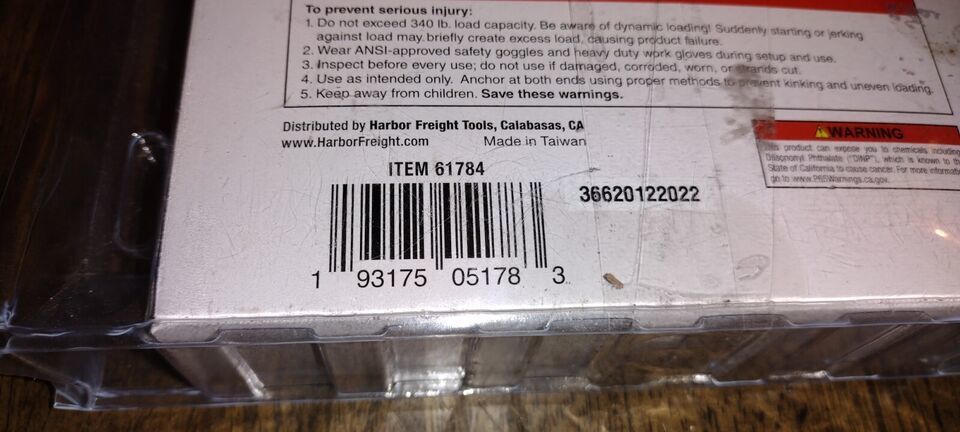 To prevent serious injury:
1. Do not exceed 340 lb. load capacity. Be aware of dynamic loading! Suddenly starting or jerking
against load may briefly create excess load, causing product failure.
2. Wear ANSI-approved safety goggles and heavy duty work gloves during setup and use.
3. Inspect before every use; do not use if damaged, corroded, worn, or strands cut.
4. Use as intended only. Anchor at both ends using proper methods to prevent kinking and uneven loading.
5. Keep away from children. Save these warnings.
Distributed by Harbor Freight Tools, Calabasas, CA
www.HarborFreight.com Made in Taiwan
ITEM 61784
36620122022
1 93175 05178 3
WARNING
This product can expose you to chemicals including
Diisononyl Phthalate ("DINP"), which is known to the
State of California to cause cancer. For more information
go to www.P65Warnings.ca.gov.